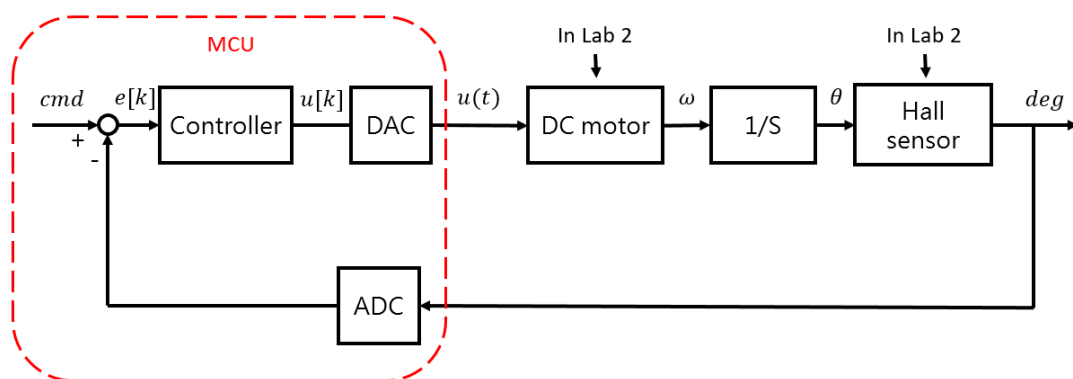 MCU
In Lab 2
In Lab 2
cmd
e[k]
u[k]
u(t)
ω
θ
deg
+
-
Controller
DAC
DC motor
1/S
Hall
sensor
ADC